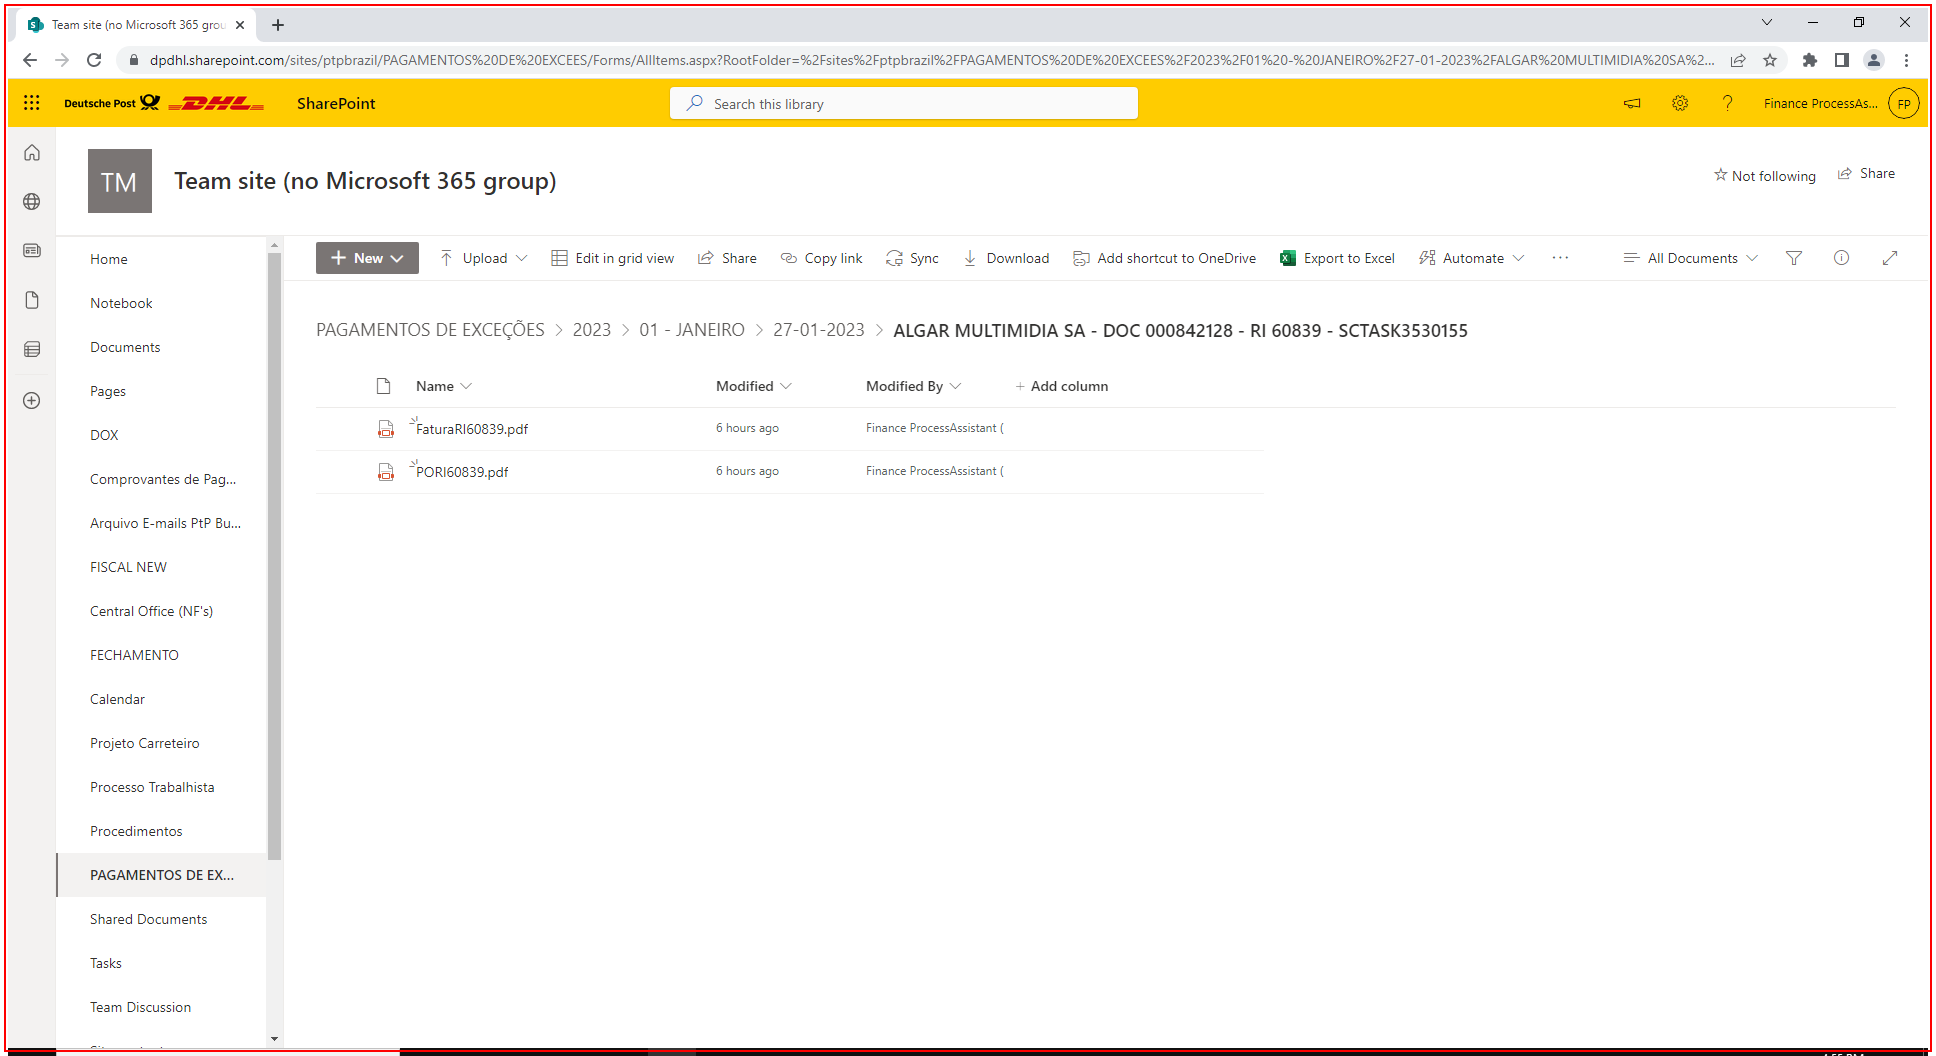 Team site (no Microsoft 365 grou
dpdhl.sharepoint.com/sites/ptpbrazil/PAGAMENTOS%20DE%20EXCEES/Forms/AllItems.aspx?RootFolder=%2Fsites%2Fptpbrazil%2FPAGAMENTOS%20DE%20EXCEES%2F2023%2F01%20-%20JANEIRO%2F27-01-2023%2FALGAR%20MULTIMIDIA%20SA%2...
Deutsche Post DHL SharePoint
Search this library
Finance ProcessAs... FP
TM
Team site (no Microsoft 365 group)
Not following Share
Home
Notebook
Documents
Pages
DOX
Comprovantes de Pag...
Arquivo E-mails PtP Bu...
FISCAL NEW
Central Office (NF's)
FECHAMENTO
Calendar
Projeto Carreteiro
Processo Trabalhista
Procedimentos
PAGAMENTOS DE EX...
Shared Documents
Tasks
Team Discussion
New Upload Edit in grid view Share Copy link Sync Download Add shortcut to OneDrive Export to Excel Automate ... All Documents
PAGAMENTOS DE EXCEÇÕES > 2023 > 01 - JANEIRO > 27-01-2023 > ALGAR MULTIMIDIA SA - DOC 000842128 - RI 60839 - SCTASK3530155
Name Modified Modified By + Add column
FaturaRI60839.pdf 6 hours ago Finance ProcessAssistant (
PORI60839.pdf 6 hours ago Finance ProcessAssistant (